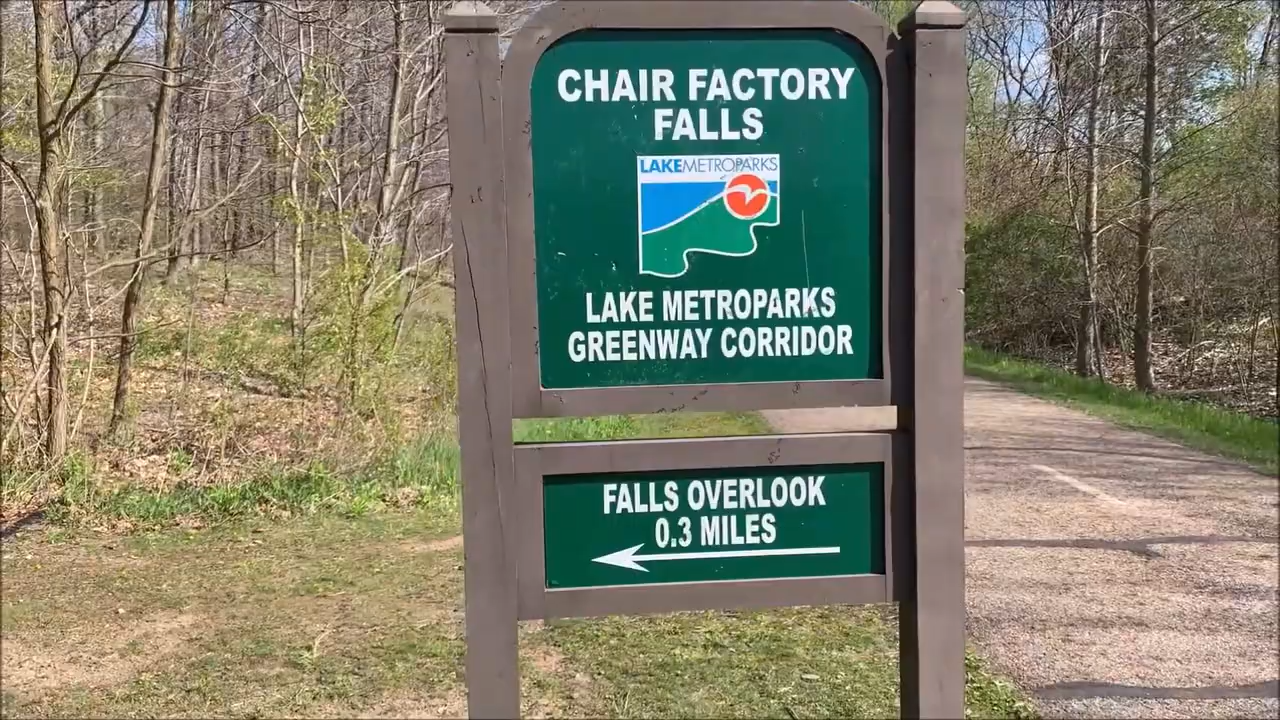 CHAIR FACTORY
FALLS
LAKEMETROPARKS
LAKE METROPARKS
GREENWAY CORRIDOR
FALLS OVERLOOK
0.3 MILES